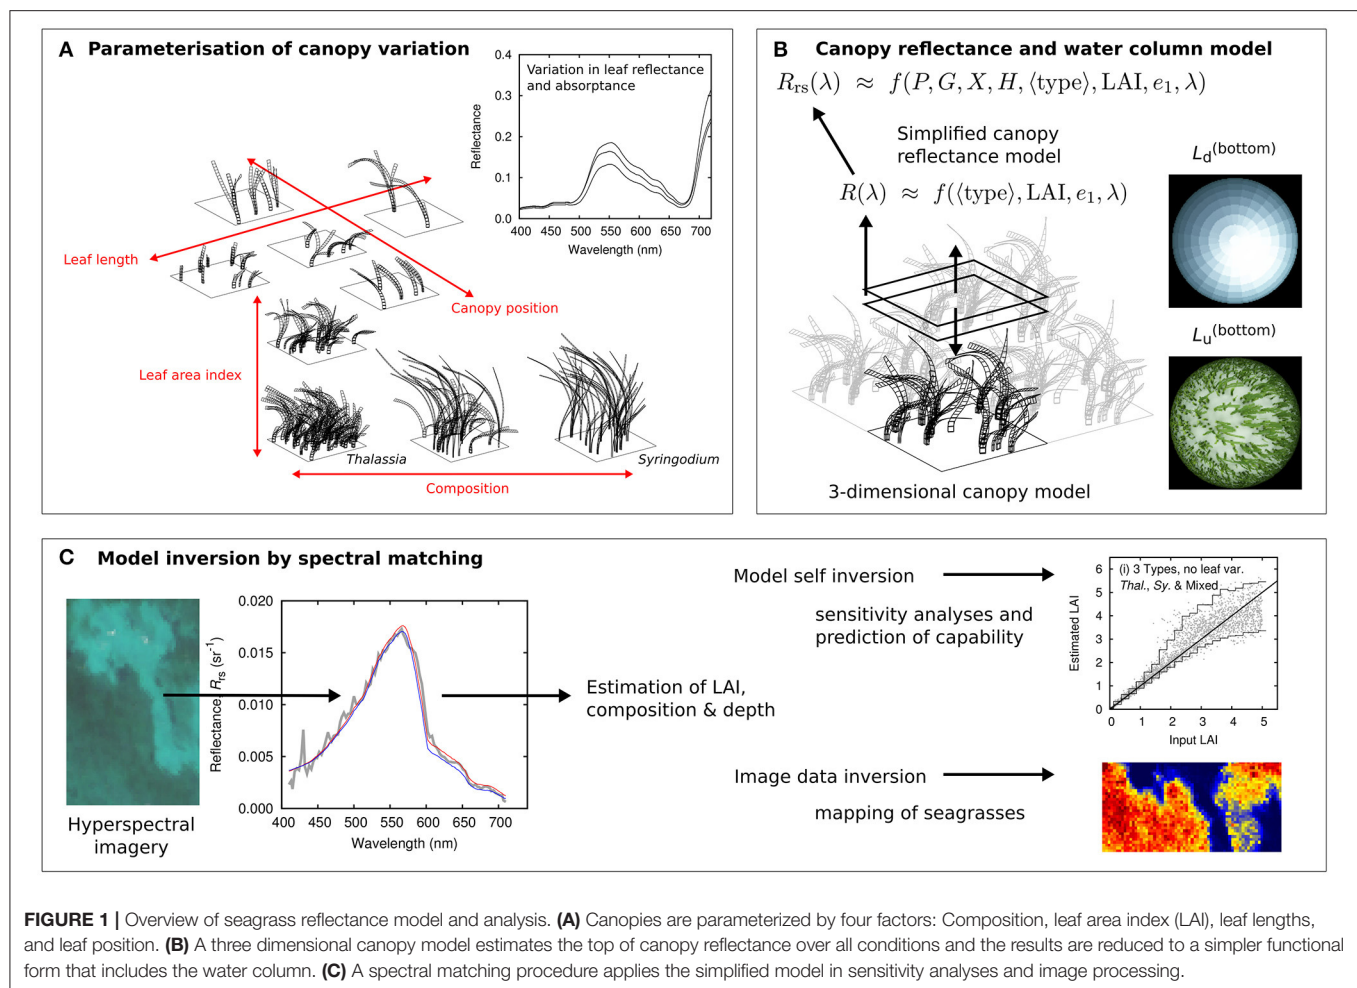 A Parameterisation of canopy variation
Variation in leaf reflectance
and absorptance
Reflectance
0.4
0.3
0.2
0.1
0.0
400 450 500 550 600 650 700
Wavelength (nm)
Leaf length
Canopy position
Leaf area index
Thalassia
Syringodium
Composition
B Canopy reflectance and water column model
Rrs(λ) ≈ f(P, G, X, H, ⟨type⟩, LAI, e1, λ)
Simplified canopy
reflectance model
R(λ) ≈ f(⟨type⟩, LAI, e1, λ)
Ld(bottom)
Lu(bottom)
3-dimensional canopy model
C Model inversion by spectral matching
Hyperspectral
imagery
Reflectance, Rrs (sr-1)
0.020
0.015
0.010
0.005
0.000
400 450 500 550 600 650 700
Wavelength (nm)
Estimation of LAI,
composition & depth
Model self inversion
sensitivity analyses and
prediction of capability
Image data inversion
mapping of seagrasses
(i) 3 Types, no leaf var.
Thal., Sy. & Mixed
Estimated LAI
6
5
4
3
2
1
0
0 1 2 3 4 5
Input LAI
FIGURE 1 | Overview of seagrass reflectance model and analysis. (A) Canopies are parameterized by four factors: Composition, leaf area index (LAI), leaf lengths,
and leaf position. (B) A three dimensional canopy model estimates the top of canopy reflectance over all conditions and the results are reduced to a simpler functional
form that includes the water column. (C) A spectral matching procedure applies the simplified model in sensitivity analyses and image processing.